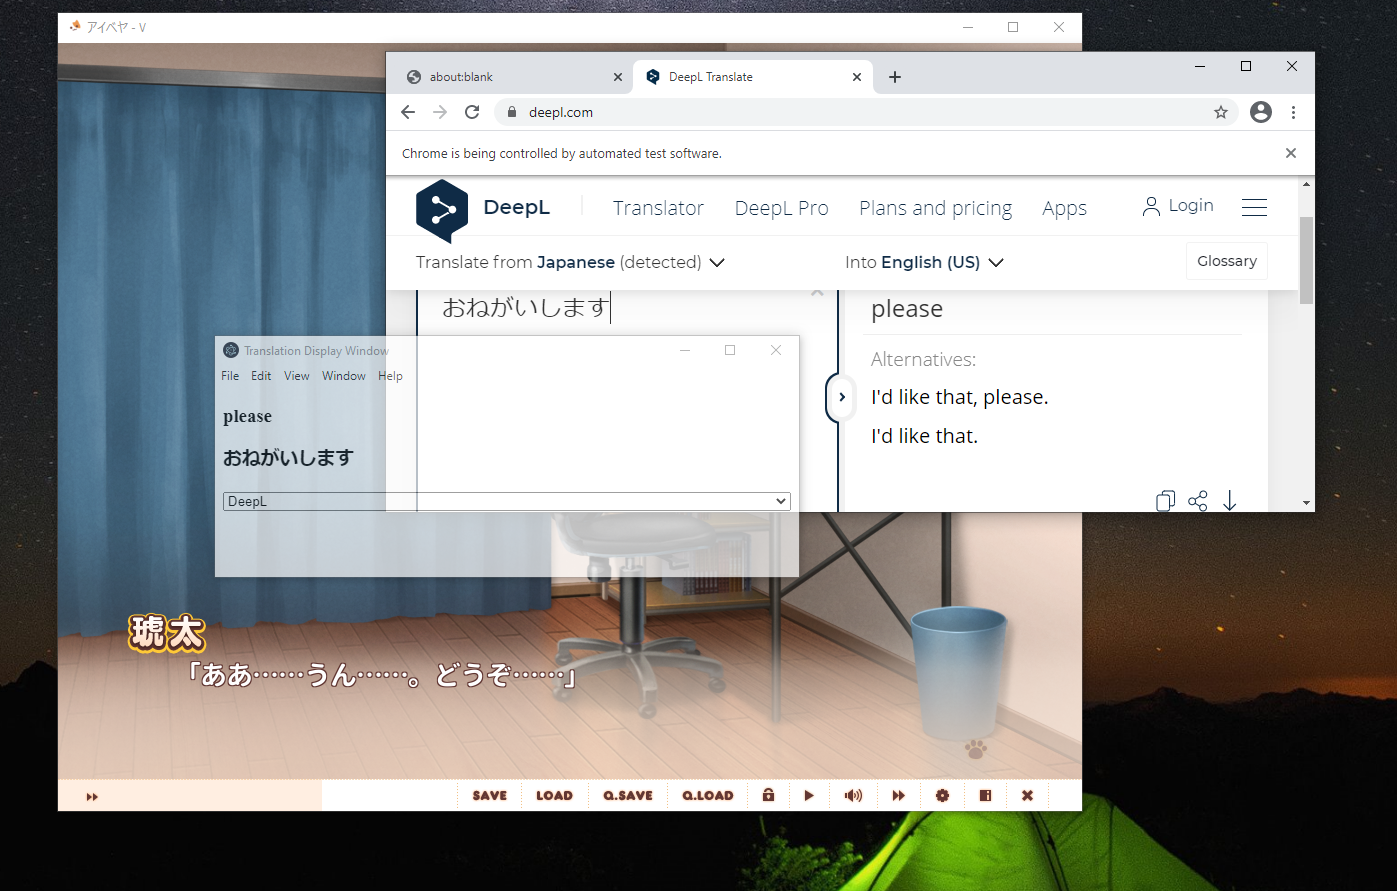 アイベヤ - V
about:blank
DeepL Translate
deepl.com
Chrome is being controlled by automated test software.
DeepL
Translator
DeepL Pro
Plans and pricing
Apps
Login
Translate from Japanese (detected)
Into English (US)
Glossary
おねがいします
please
Alternatives:
I'd like that, please.
I'd like that.
Translation Display Window
File Edit View Window Help
please
おねがいします
DeepL
琥太
「ああ……うん……。どうぞ……」
SAVE LOAD Q.SAVE Q.LOAD